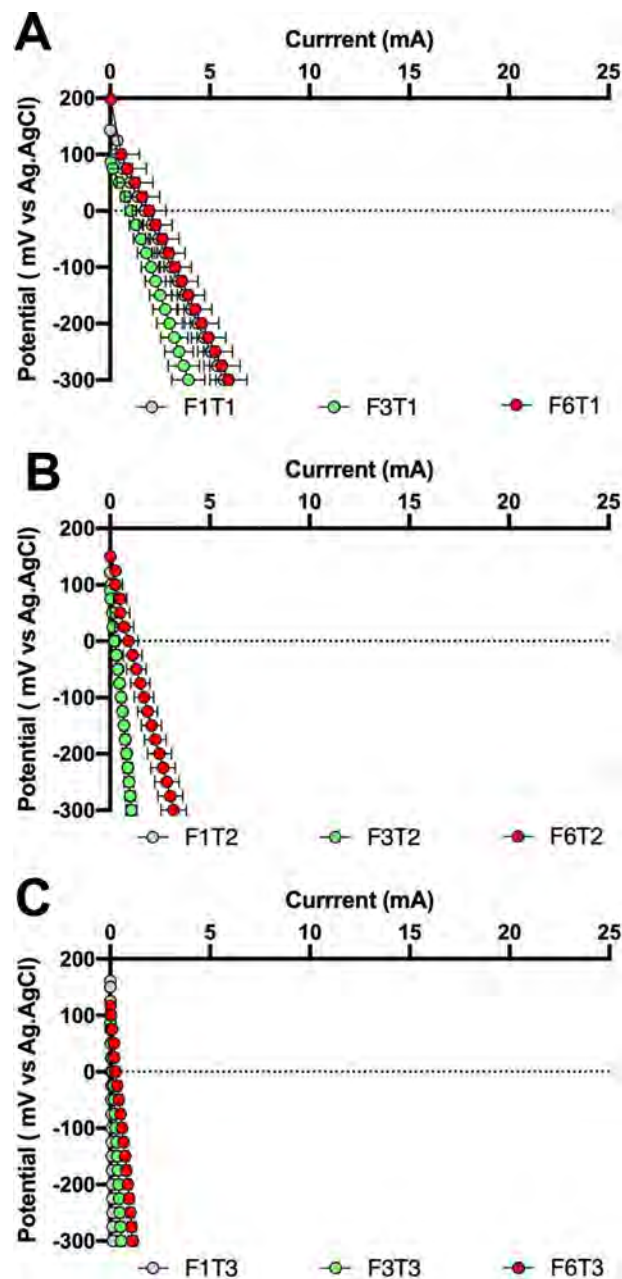 A
Currrent (mA)
0 5 10 15 20 25
Potential ( mV vs Ag.AgCl)
200
100
0
-100
-200
-300
F1T1 F3T1 F6T1
B
Currrent (mA)
0 5 10 15 20 25
Potential ( mV vs Ag.AgCl)
200
100
0
-100
-200
-300
F1T2 F3T2 F6T2
C
Currrent (mA)
0 5 10 15 20 25
Potential ( mV vs Ag.AgCl)
200
100
0
-100
-200
-300
F1T3 F3T3 F6T3